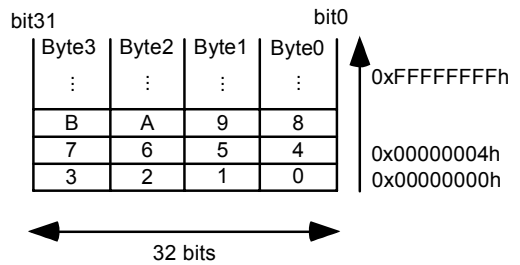 bit31 bit0
Byte3 Byte2 Byte1 Byte0
⋮ ⋮ ⋮ ⋮ 0xFFFFFFFFh
B A 9 8
7 6 5 4 0x00000004h
3 2 1 0 0x00000000h
32 bits